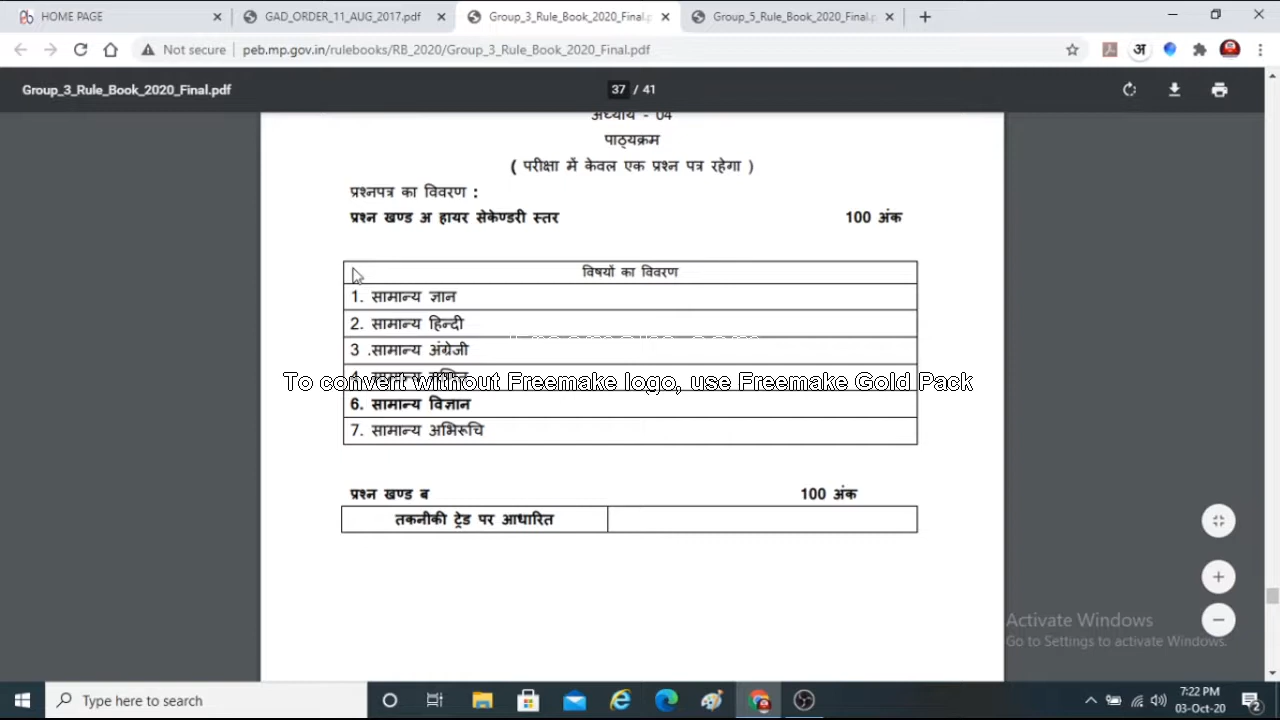 HOME PAGE
GAD_ORDER_11_AUG_2017.pdf
Group_3_Rule_Book_2020_Final.p
Group_5_Rule_Book_2020_Final.p
Not secure
peb.mp.gov.in/rulebooks/RB_2020/Group_3_Rule_Book_2020_Final.pdf
अ
Group_3_Rule_Book_2020_Final.pdf
37 / 41
अध्याय - 04
पाठ्यक्रम
( परीक्षा में केवल एक प्रश्न पत्र रहेगा )
प्रश्नपत्र का विवरण :
प्रश्न खण्ड अ हायर सेकेण्डरी स्तर 100 अंक
विषयों का विवरण
1. सामान्य ज्ञान
2. सामान्य हिन्दी
3 .सामान्य अंग्रेजी
To convert without Freemake logo, use Freemake Gold Pack
6. सामान्य विज्ञान
7. सामान्य अभिरूचि
प्रश्न खण्ड ब 100 अंक
तकनीकी ट्रेड पर आधारित
Activate Windows
Go to Settings to activate Windows.
Type here to search
7:22 PM
03-Oct-20
2